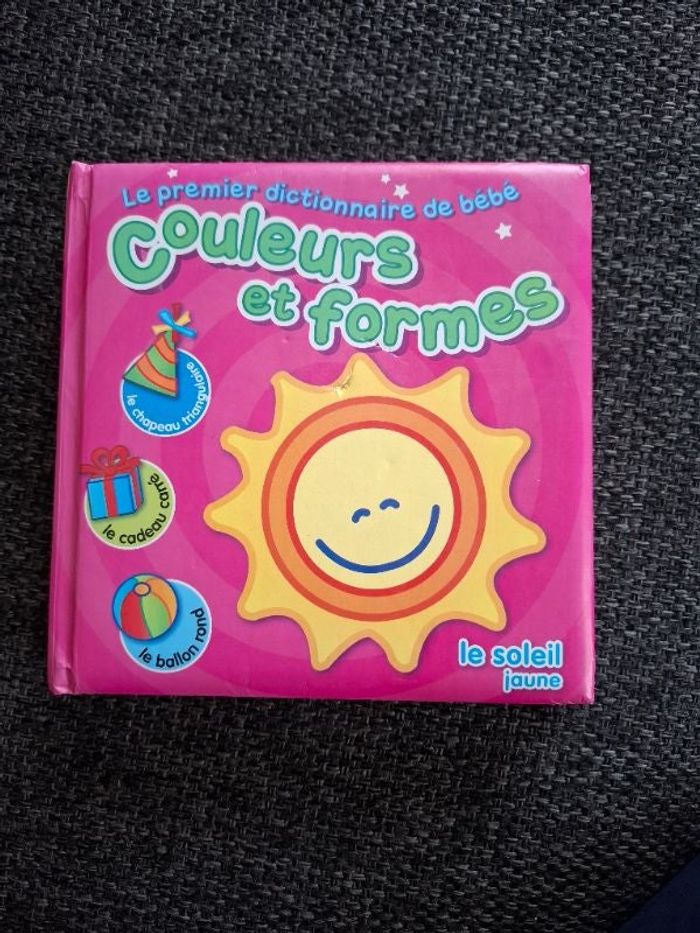 Le premier dictionnaire de bébé
Couleurs
et formes
le chapeau triangulaire
le cadeau carré
le ballon rond
le soleil
jaune